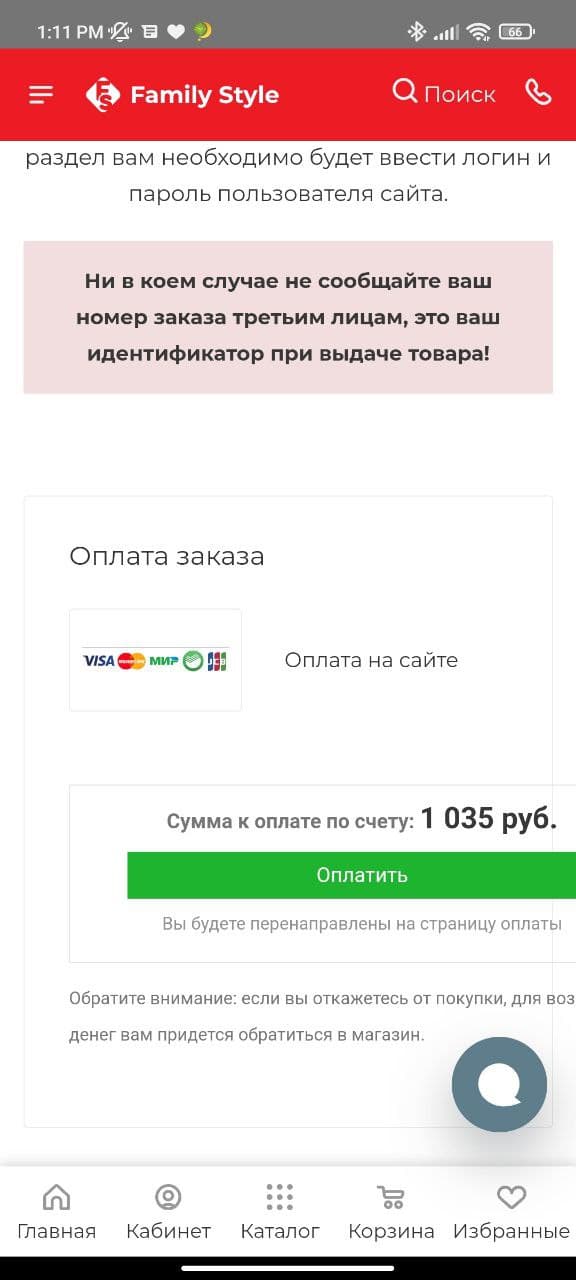 1:11 PM
66
Family Style
Поиск
раздел вам необходимо будет ввести логин и
пароль пользователя сайта.
Ни в коем случае не сообщайте ваш
номер заказа третьим лицам, это ваш
идентификатор при выдаче товара!
Оплата заказа
VISA МИР JCB
Оплата на сайте
Сумма к оплате по счету: 1 035 руб.
Оплатить
Вы будете перенаправлены на страницу оплаты
Обратите внимание: если вы откажетесь от покупки, для воз
денег вам придется обратиться в магазин.
Главная Кабинет Каталог Корзина Избранные